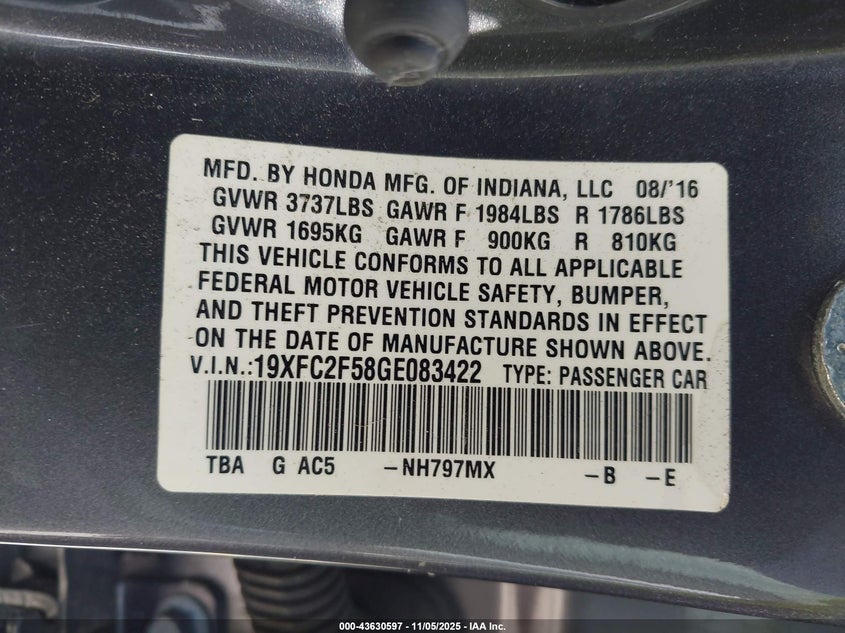 MFD. BY HONDA MFG. OF INDIANA, LLC 08/'16
GVWR 3737LBS GAWR F 1984LBS R 1786LBS
GVWR 1695KG GAWR F 900KG R 810KG
THIS VEHICLE CONFORMS TO ALL APPLICABLE
FEDERAL MOTOR VEHICLE SAFETY, BUMPER,
AND THEFT PREVENTION STANDARDS IN EFFECT
ON THE DATE OF MANUFACTURE SHOWN ABOVE.
V.I.N.:19XFC2F58GE083422 TYPE: PASSENGER CAR
TBA G AC5 -NH797MX -B -E
000-43630597 - 11/05/2025 - IAA Inc.